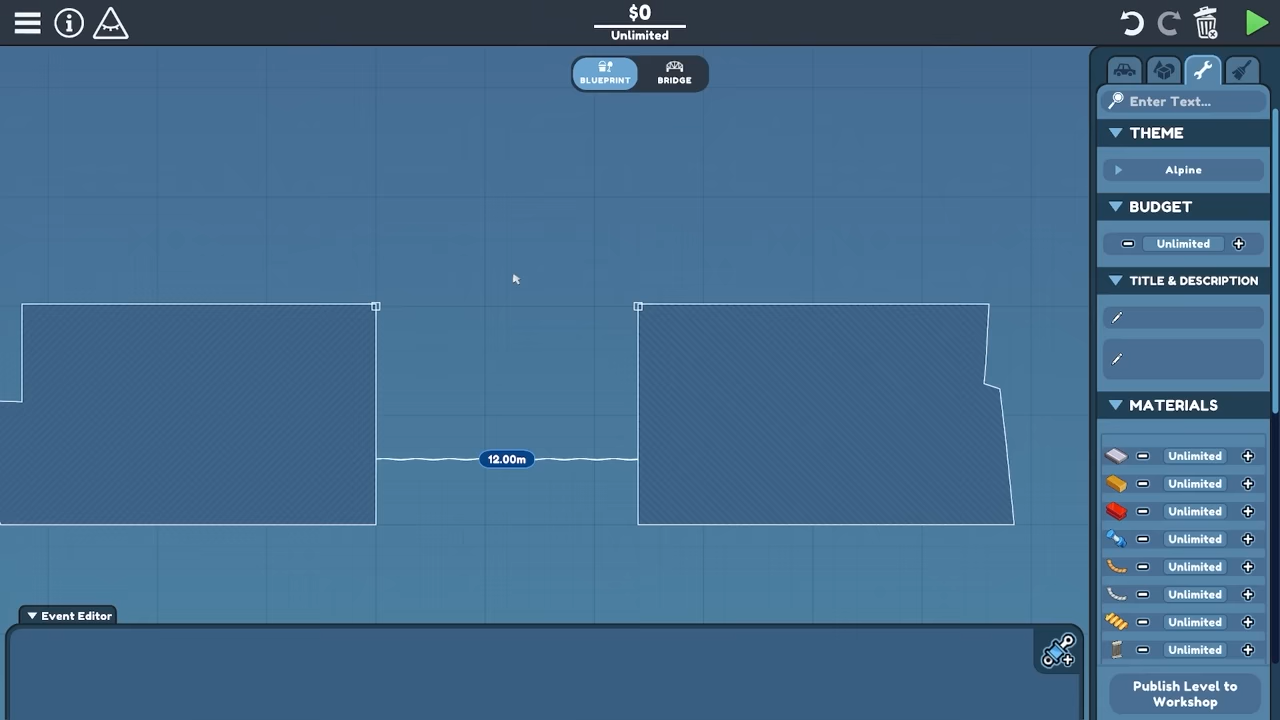 $0
Unlimited
BLUEPRINT
BRIDGE
Enter Text...
THEME
Alpine
BUDGET
Unlimited
TITLE & DESCRIPTION
MATERIALS
Unlimited
Unlimited
Unlimited
Unlimited
Unlimited
Unlimited
Unlimited
Unlimited
12.00m
Event Editor
Publish Level to
Workshop